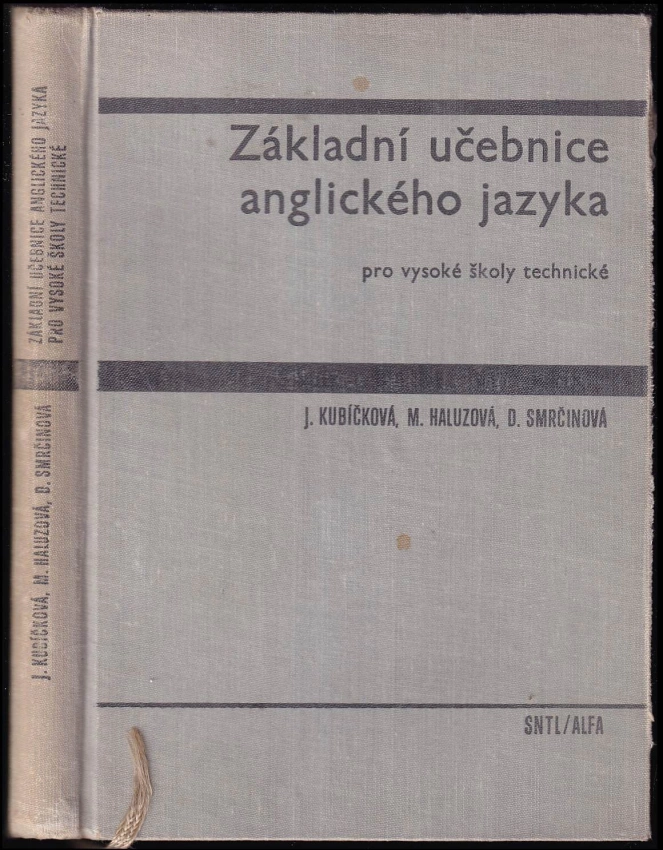 ZÁKLADNÍ UČEBNICE ANGLICKÉHO JAZYKA
PRO VYSOKÉ ŠKOLY TECHNICKÉ
J. KUBÍČKOVÁ, M. HALUZOVÁ, D. SMRČINOVÁ
Základní učebnice
anglického jazyka
pro vysoké školy technické
J. KUBÍČKOVÁ, M. HALUZOVÁ, D. SMRČINOVÁ
SNTL/ALFA